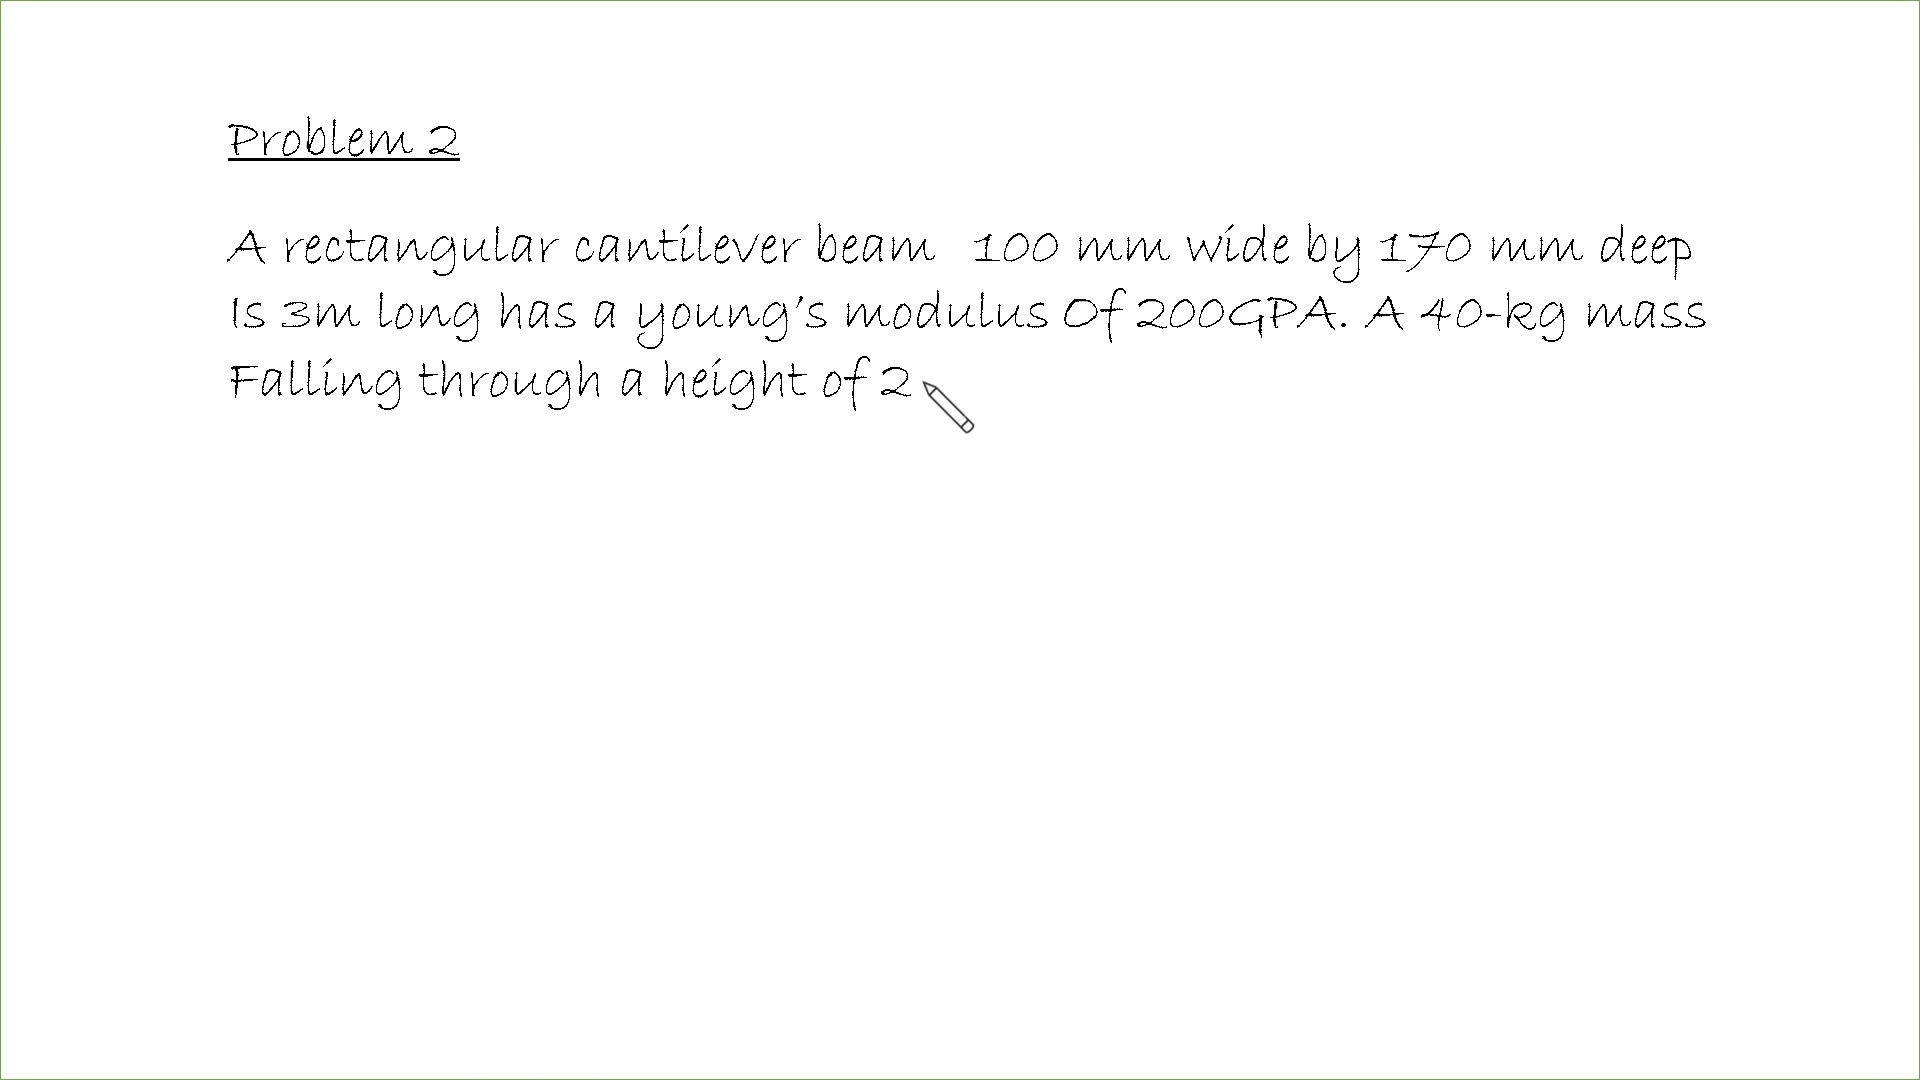 Problem 2
A rectangular cantilever beam 100 mm wide by 170 mm deep
Is 3m long has a young's modulus Of 200GPA. A 40-kg mass
Falling through a height of 2